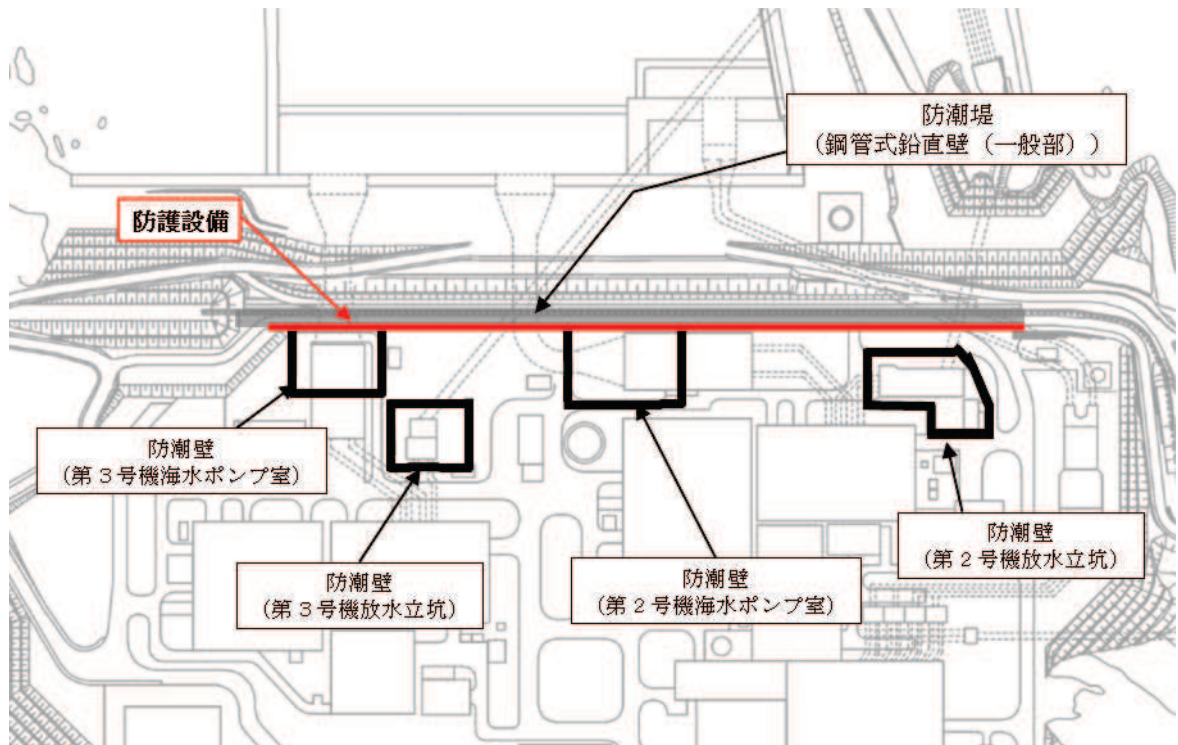 防潮堤
（鋼管式鉛直壁（一般部））
防護設備
防潮壁
（第３号機海水ポンプ室）
防潮壁
（第３号機放水立坑）
防潮壁
（第２号機海水ポンプ室）
防潮壁
（第２号機放水立坑）